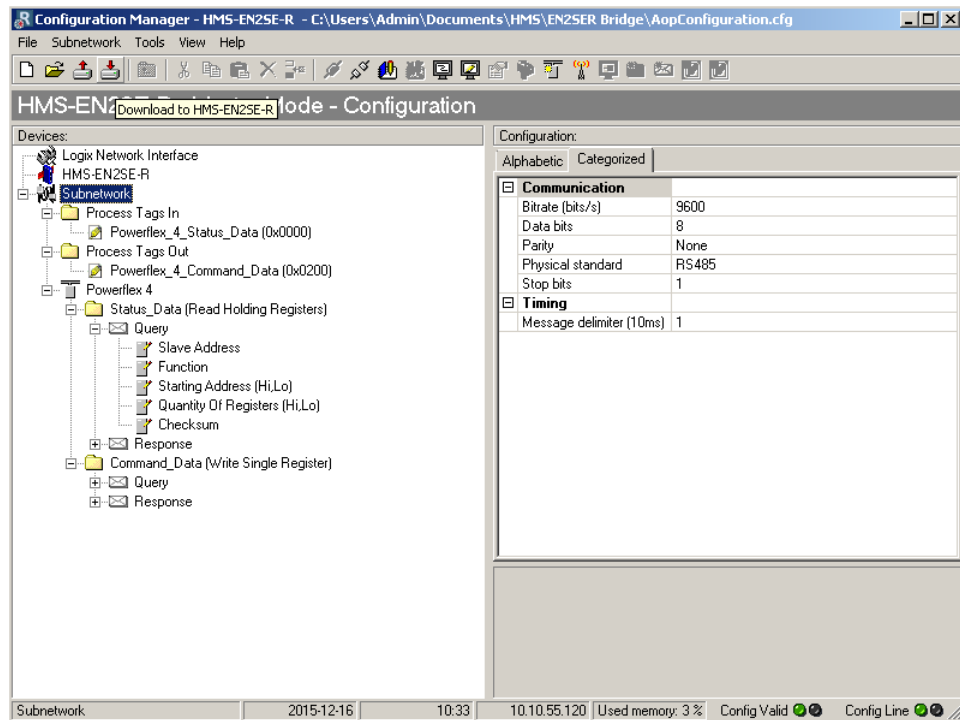 Configuration Manager - HMS-EN2SE-R - C:\Users\Admin\Documents\HMS\EN2SER Bridge\AopConfiguration.cfg
File Subnetwork Tools View Help
HMS-EN2 Mode - Configuration
Download to HMS-EN2SE-R
Devices:
Logix Network Interface
HMS-EN2SE-R
Subnetwork
Process Tags In
Powerflex_4_Status_Data (0x0000)
Process Tags Out
Powerflex_4_Command_Data (0x0200)
Powerflex 4
Status_Data (Read Holding Registers)
Query
Slave Address
Function
Starting Address (Hi,Lo)
Quantity Of Registers (Hi,Lo)
Checksum
Response
Command_Data (Write Single Register)
Query
Response
Configuration:
Alphabetic Categorized
Communication
Bitrate (bits/s) 9600
Data bits 8
Parity None
Physical standard RS485
Stop bits 1
Timing
Message delimiter (10ms) 1
Subnetwork 2015-12-16 10:33 10.10.55.120 Used memory: 3 % Config Valid Config Line